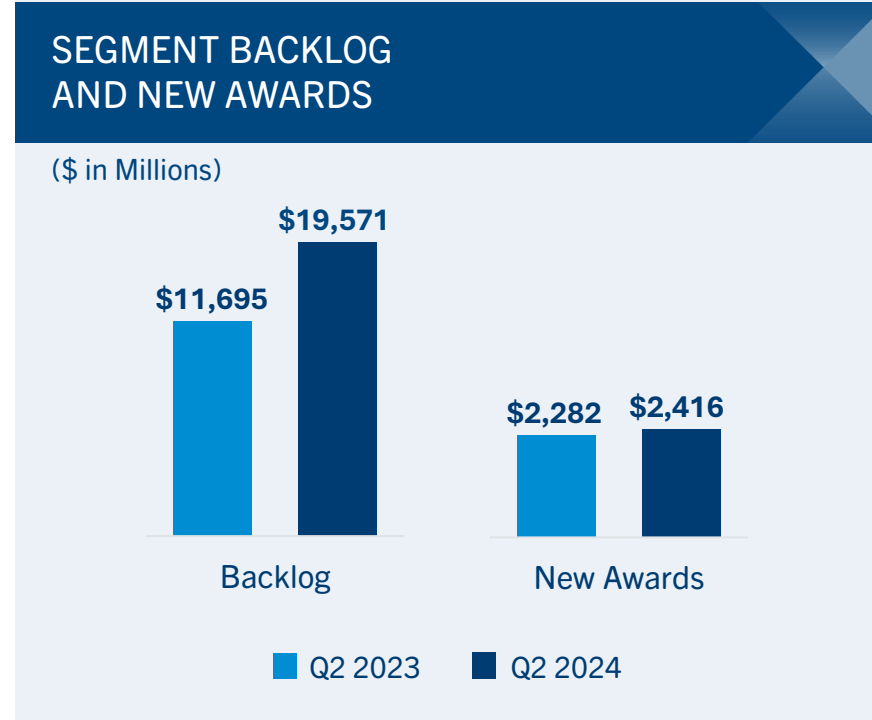 SEGMENT BACKLOG
AND NEW AWARDS
($ in Millions)
$11,695
$19,571
$2,282
$2,416
Backlog
New Awards
Q2 2023
Q2 2024